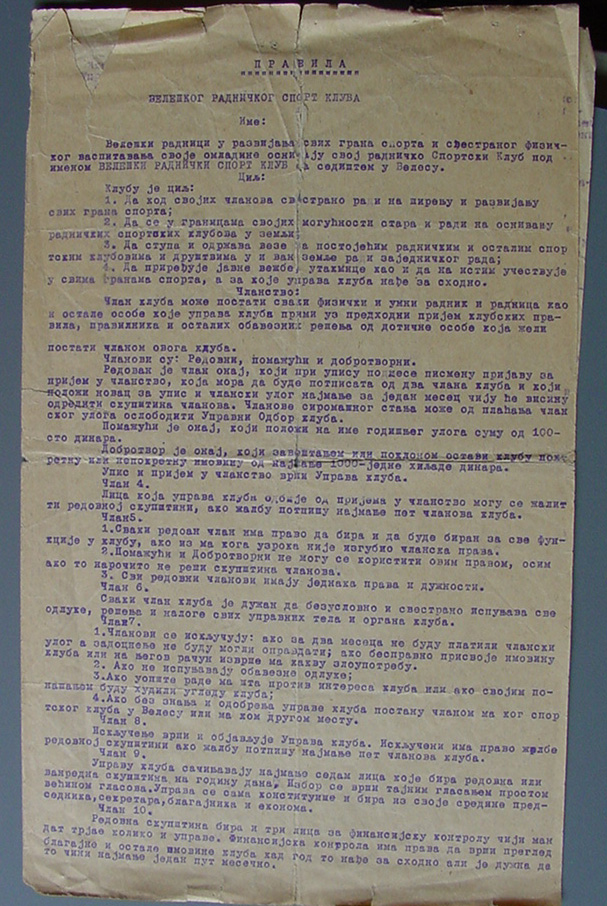 ПРАВИЛА
ВЕЛЕШКОГ РАДНИЧКОГ СПОРТ КЛУБА
Име:
Велешки радници у развијања свих грана спорта и свестраног физич-
ког васпитавања своје омладине оснивају свој радничко Спортски Клуб под
именом ВЕЛЕШКИ РАДНИЧКИ СПОРТ КЛУБ са седиштем у Велесу.
Циљ:
Клубу је циљ:
1. Да код својих чланова свестрано ради на ширењу и развијању
свих грана спорта;
2. Да се у границама својих могућности стара и ради на оснивању
радничких спортских клубова у земљи;
3. Да ступа и одржава везе са постојећим радничким и осталим спор
тским клубовима и друштвима у и ван земље ради заједничког рада;
4. Да приређује јавне вежбе, утакмице као и да на истим учествује
у свима гранама спорта, а за које управа клуба нађе за сходно.
Чланство:
Члан клуба може постати сваки физички и умни радник и радница као
и остале особе које управа клуба прими уз предходни пријем клубских пра-
вила, правилника и осталих обавезних решења од дотичне особе која жели
постати чланом овога клуба.
Чланови су: Редовни, помажући и добротворни.
Редован је члан онај, који при упису поднесе писмену пријаву за
пријем у чланство, која мора да буде потписата од два члана клуба и који
положи новац за упис и члански улог најмање за један месец чију ће висину
одредити скупштина чланова. Чланове сиромашног стања може од плаћања члан
ског улога ослободити Управни Одбор клуба.
Помажући је онај, који положи на име годишњег улога суму од 100-
сто динара.
Добротвор је онај, који завештањем или поклоном остави клубу пок-
ретну или непокретну имовину од најмање 1000-једне хиљаде динара.
Упис и пријем у чланство врши Управа клуба.
Члан 4.
Лица која управа клуба одбије од пријема у чланство могу се жалит
ти редовној скупштини, ако жалбу потпишу најмање пет чланова клуба.
Члан5.
1.Сваки редоан члан има право да бира и да буде биран за све фун-
кције у клубу, ако из ма кога узрока није изгубио чланска права.
2.Помажући и Добротворни не могу се користити овим правом, осим
ако то нарочито не реши скупштина чланова.
3. Сви редовни чланови имају једнака права и дужности.
Члан 6.
Сваки члан клуба је дужан да безусловно и свестрано испуњава све
одлуке, решења и налоге свих управних тела и органа клуба.
Члан7.
1.Чланови се искључују: ако за два месеца не буду платили члански
улог а задоцњење не буду могли оправдати; ако бесправно присвоје имовину
клуба или на његов рачун изврше ма какву злоупотребу.
2. Ако не испуњавају обавезне одлуке;
3.Ако уопште раде ма шта против интереса клуба или ако својим по-
нашањем буду худили угледу клуба;
4.Ако без знања и одобрења управе клуба постану чланом ма ког спор
тског клуба у Велесу или ма ком другом месту.
Члан 8.
Искључење врши и објављује Управа клуба. Искључени има право жалбе
редовној скупштини ако жалбу потпишу најмање пет чланова клуба.
Члан 9.
Управу клуба сачињавају најмање седам лица које бира редовна или
ванредна скупштина на годину дана, Избор се врши тајним гласањем простом
већином гласова.Управа се сама конституише и бира из своје средине пред-
седника,секретара,благајника и економа.
Члан 10.
Редовна скупштина бира и три лица за финансијску контролу чији ман
дат трјае колико и управе. Финансијска контрола има права да врши преглед
благајне и остале имовине клуба кад год то нађе за сходно али је дужна да
то чини најмање један пут месечно.